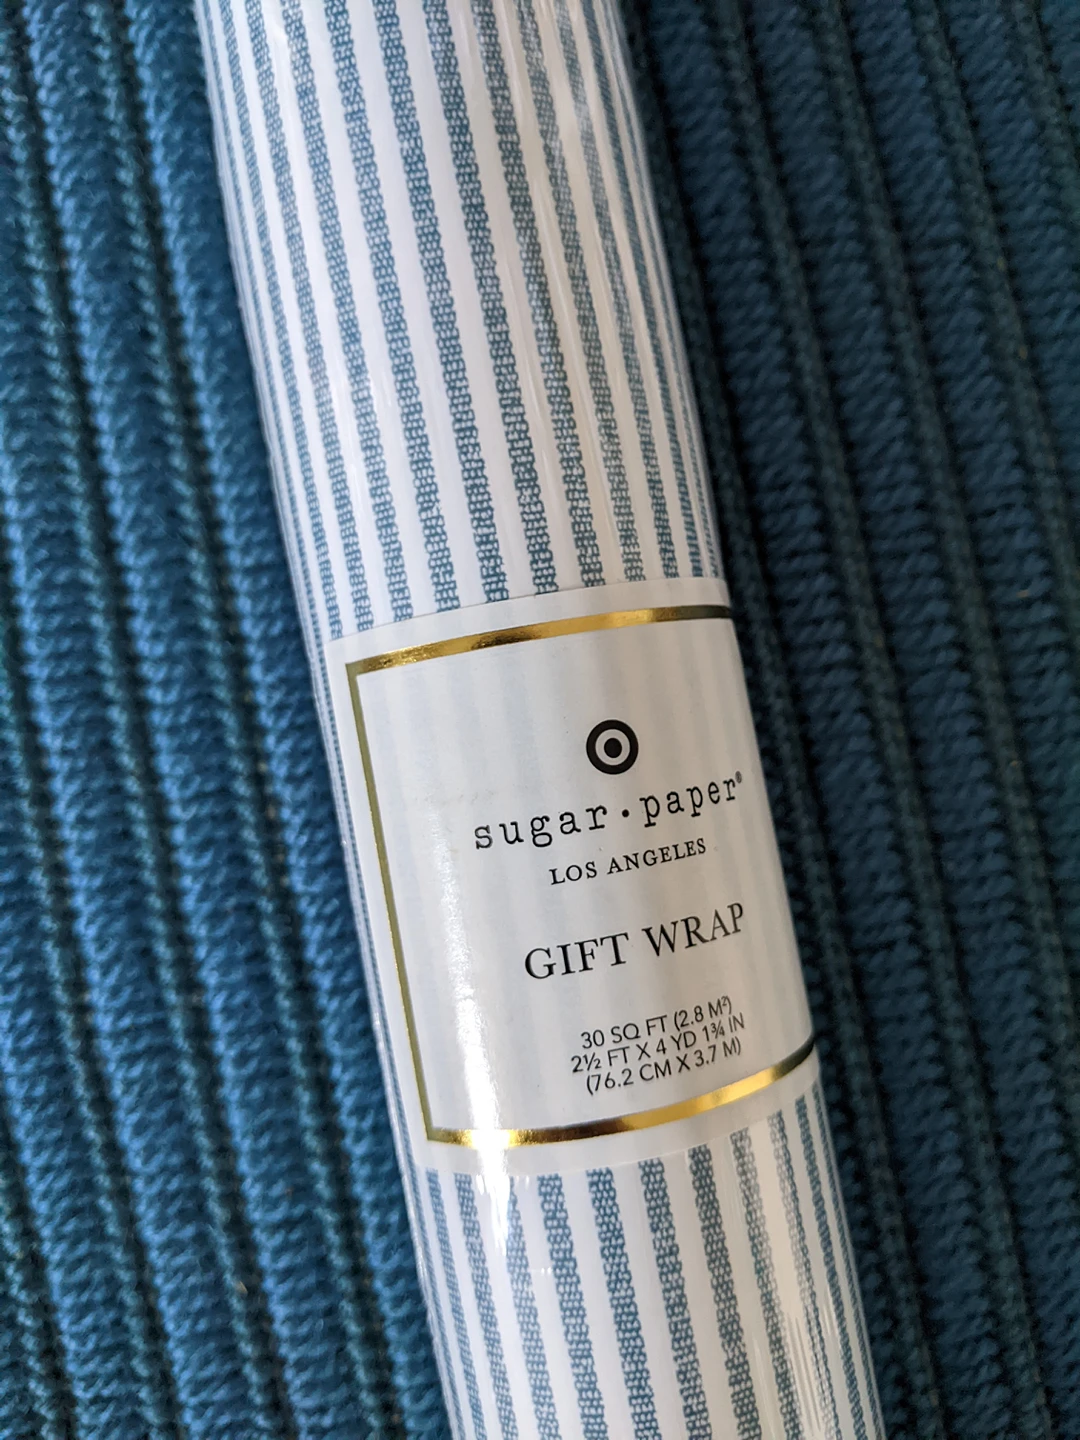 sugar·paper®
LOS ANGELES
GIFT WRAP
30 SQ FT (2.8 M²)
2½ FT X 4 YD 1¾ IN
(76.2 CM X 3.7 M)